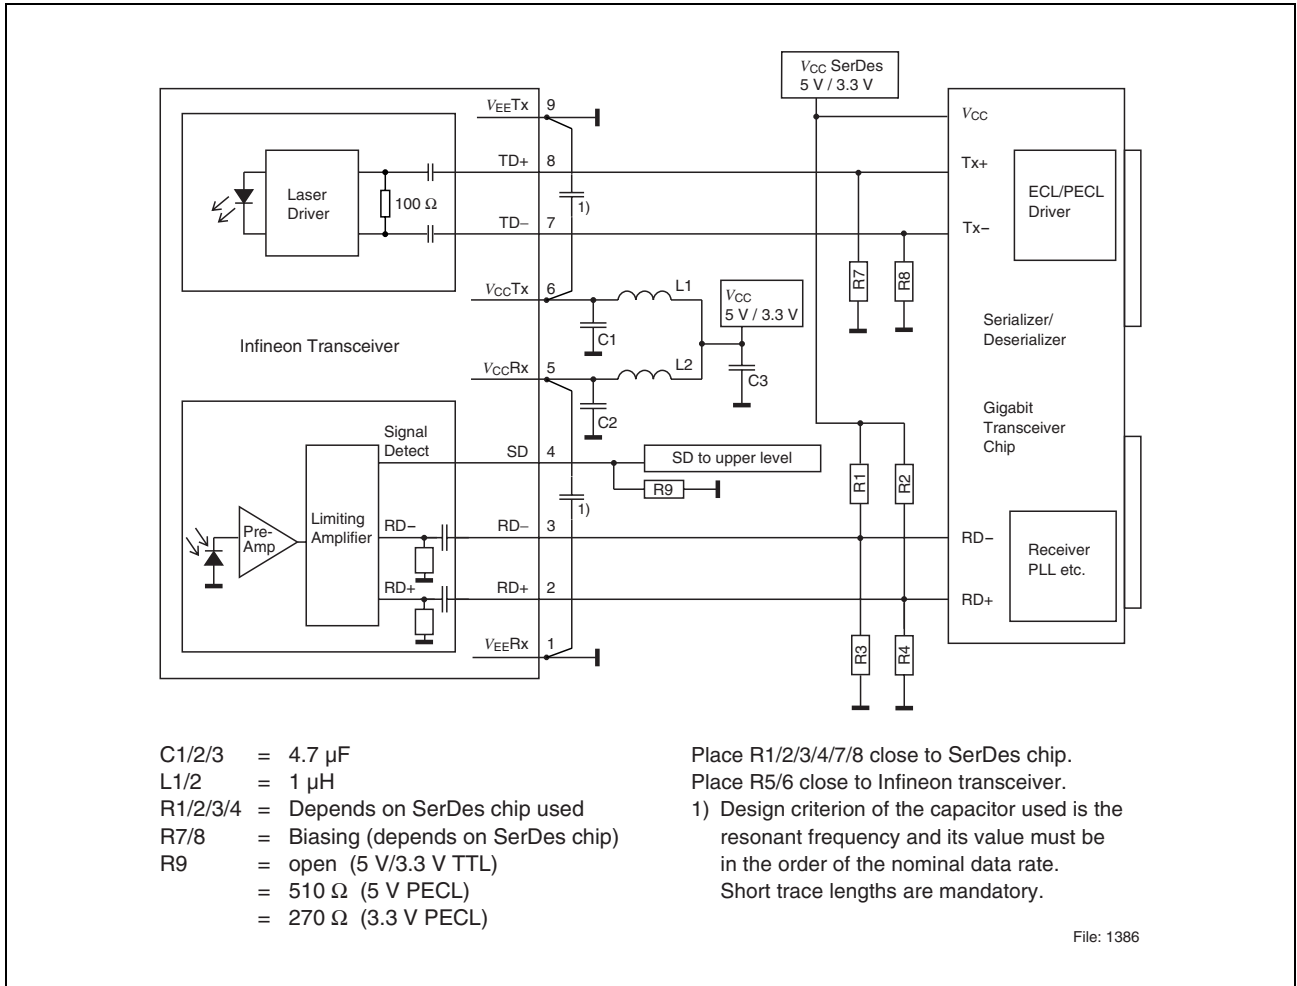 VCC SerDes
5 V / 3.3 V
VEETx 9
TD+ 8
Laser
Driver
100 Ω
1)
TD− 7
VCCTx 6
L1
VCC
5 V / 3.3 V
C1
Infineon Transceiver
VCCRx 5
L2
C3
C2
Signal
Detect
SD 4
SD to upper level
R9
1)
Pre-
Amp
Limiting
Amplifier
RD−
RD− 3
RD+
RD+ 2
VEERx 1
R7
R8
R1
R2
R3
R4
VCC
Tx+
ECL/PECL
Driver
Tx−
Serializer/
Deserializer
Gigabit
Transceiver
Chip
RD−
Receiver
PLL etc.
RD+
C1/2/3 = 4.7 µF
L1/2 = 1 µH
R1/2/3/4 = Depends on SerDes chip used
R7/8 = Biasing (depends on SerDes chip)
R9 = open (5 V/3.3 V TTL)
= 510 Ω (5 V PECL)
= 270 Ω (3.3 V PECL)
Place R1/2/3/4/7/8 close to SerDes chip.
Place R5/6 close to Infineon transceiver.
1) Design criterion of the capacitor used is the
resonant frequency and its value must be
in the order of the nominal data rate.
Short trace lengths are mandatory.
File: 1386